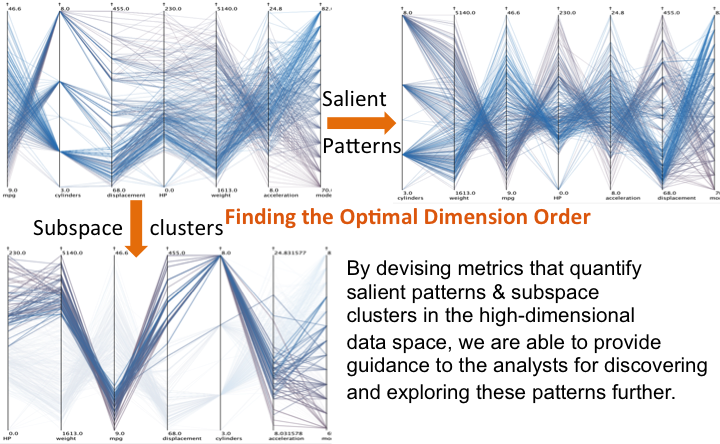 46.6 8.0 455.0 230.0 5140.0 24.8 82.
9.0 3.0 68.0 0.0 1613.0 8.0 70.
mpg cylinders displacement HP weight acceleration mode
Salient
Patterns
8.0 5140.0 46.6 230.0 24.8 455.0 82
3.0 1613.0 9.0 0.0 8.0 68.0 70
cylinders weight mpg HP acceleration displacement mode
Subspace clusters
Finding the Optimal Dimension Order
230.0 5140.0 46.6 455.0 8.0 24.831577 8
0.0 1613.0 9.0 68.0 3.0 8.031578 6
HP weight mpg displacement cylinders acceleration mo
By devising metrics that quantify
salient patterns & subspace
clusters in the high-dimensional
data space, we are able to provide
guidance to the analysts for discovering
and exploring these patterns further.